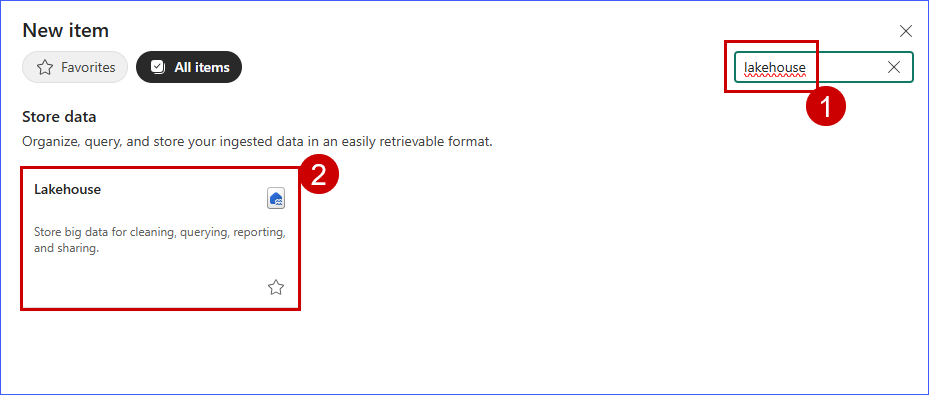 New item
Favorites
All items
lakehouse
1
Store data
Organize, query, and store your ingested data in an easily retrievable format.
2
Lakehouse
Store big data for cleaning, querying, reporting,
and sharing.